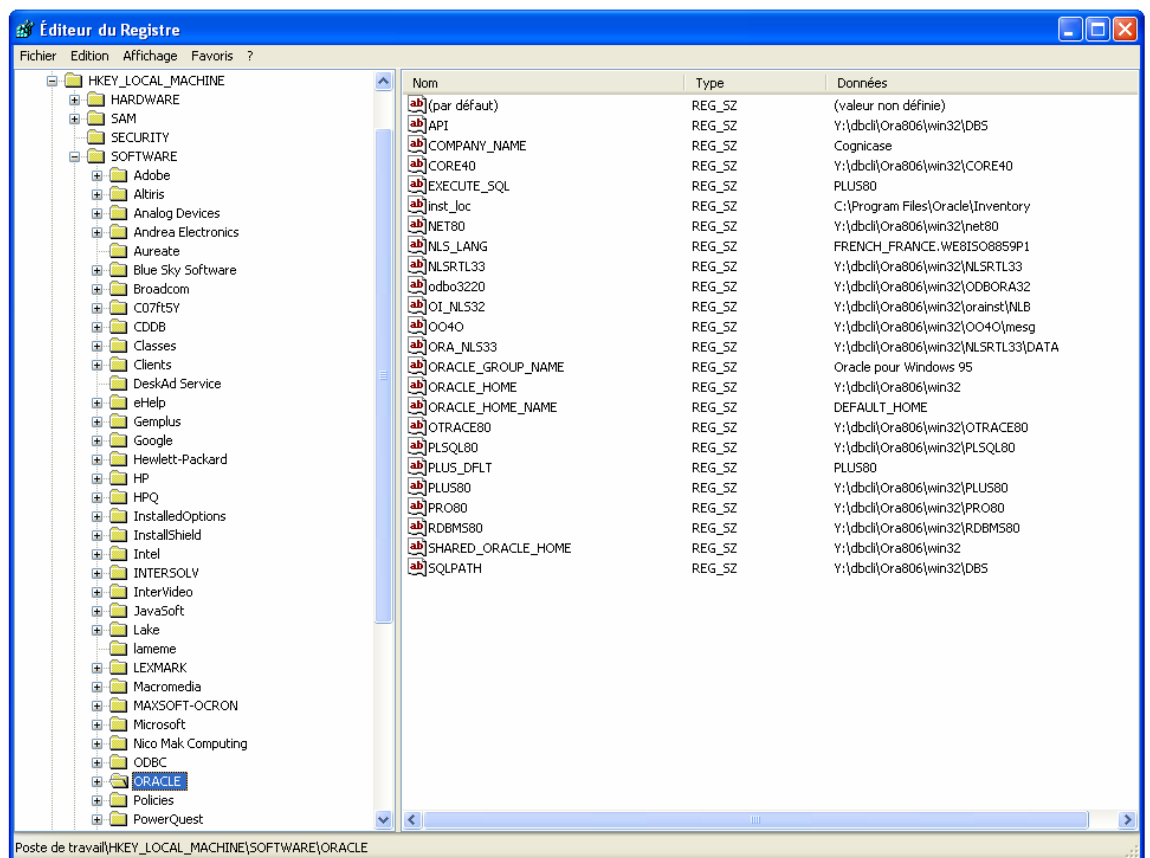 Éditeur du Registre
Fichier Edition Affichage Favoris ?
HKEY_LOCAL_MACHINE
HARDWARE
SAM
SECURITY
SOFTWARE
Adobe
Altiris
Analog Devices
Andrea Electronics
Aureate
Blue Sky Software
Broadcom
C07ft5Y
CDDB
Classes
Clients
DeskAd Service
eHelp
Gemplus
Google
Hewlett-Packard
HP
HPQ
InstalledOptions
InstallShield
Intel
INTERSOLV
InterVideo
JavaSoft
Lake
lameme
LEXMARK
Macromedia
MAXSOFT-OCRON
Microsoft
Nico Mak Computing
ODBC
ORACLE
Policies
PowerQuest
Nom Type Données
(par défaut) REG_SZ (valeur non définie)
API REG_SZ Y:\dbcli\Ora806\win32\DBS
COMPANY_NAME REG_SZ Cognicase
CORE40 REG_SZ Y:\dbcli\Ora806\win32\CORE40
EXECUTE_SQL REG_SZ PLUS80
inst_loc REG_SZ C:\Program Files\Oracle\Inventory
NET80 REG_SZ Y:\dbcli\Ora806\win32\net80
NLS_LANG REG_SZ FRENCH_FRANCE.WE8ISO8859P1
NLSRTL33 REG_SZ Y:\dbcli\Ora806\win32\NLSRTL33
odbo3220 REG_SZ Y:\dbcli\Ora806\win32\ODBORA32
OI_NLS32 REG_SZ Y:\dbcli\Ora806\win32\orainst\NLB
OO4O REG_SZ Y:\dbcli\Ora806\win32\OO4O\mesg
ORA_NLS33 REG_SZ Y:\dbcli\Ora806\win32\NLSRTL33\DATA
ORACLE_GROUP_NAME REG_SZ Oracle pour Windows 95
ORACLE_HOME REG_SZ Y:\dbcli\Ora806\win32
ORACLE_HOME_NAME REG_SZ DEFAULT_HOME
OTRACE80 REG_SZ Y:\dbcli\Ora806\win32\OTRACE80
PLSQL80 REG_SZ Y:\dbcli\Ora806\win32\PLSQL80
PLUS_DFLT REG_SZ PLUS80
PLUS80 REG_SZ Y:\dbcli\Ora806\win32\PLUS80
PRO80 REG_SZ Y:\dbcli\Ora806\win32\PRO80
RDBMS80 REG_SZ Y:\dbcli\Ora806\win32\RDBMS80
SHARED_ORACLE_HOME REG_SZ Y:\dbcli\Ora806\win32
SQLPATH REG_SZ Y:\dbcli\Ora806\win32\DBS
Poste de travail\HKEY_LOCAL_MACHINE\SOFTWARE\ORACLE